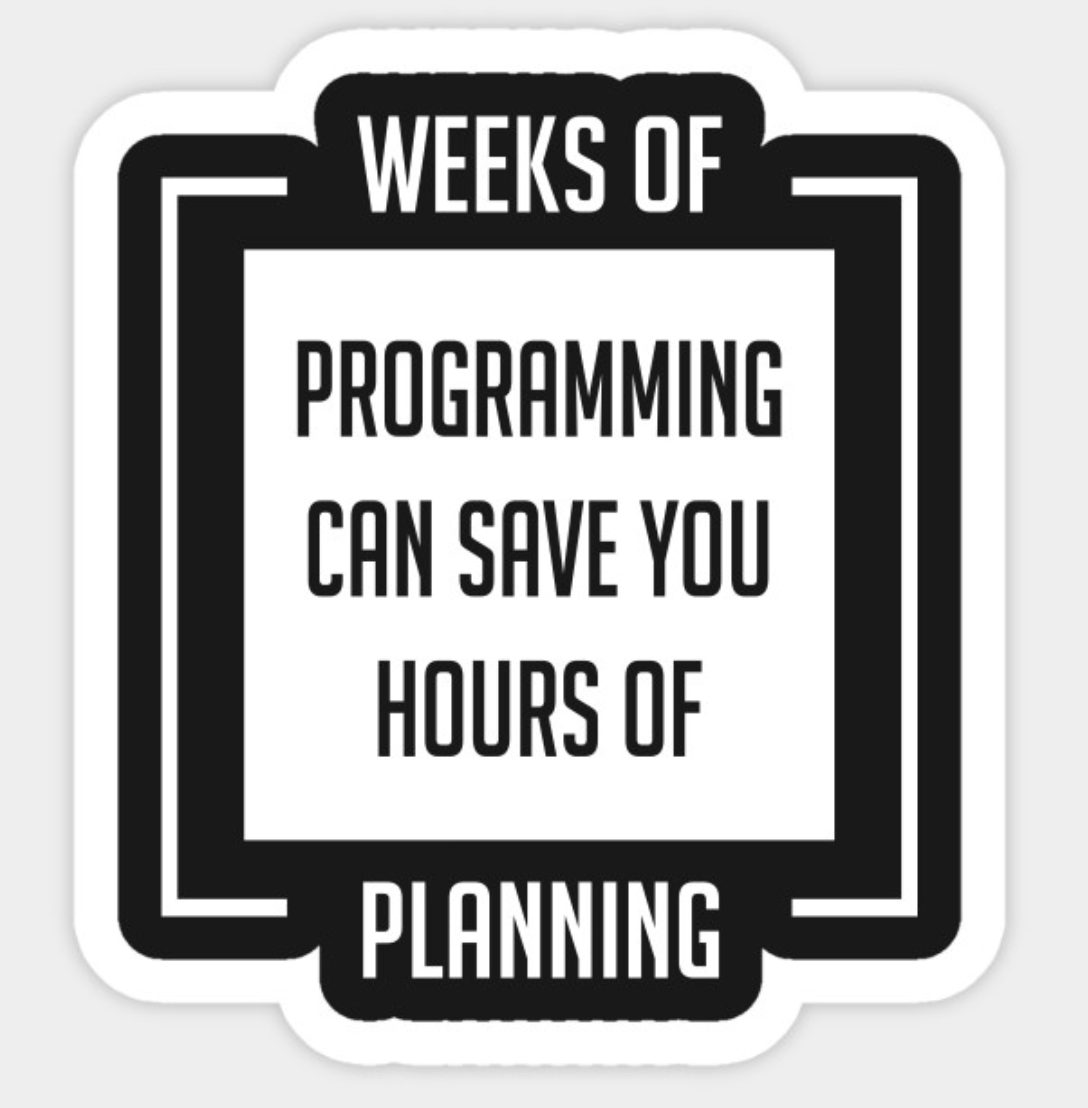 WEEKS OF
PROGRAMMING
CAN SAVE YOU
HOURS OF
PLANNING